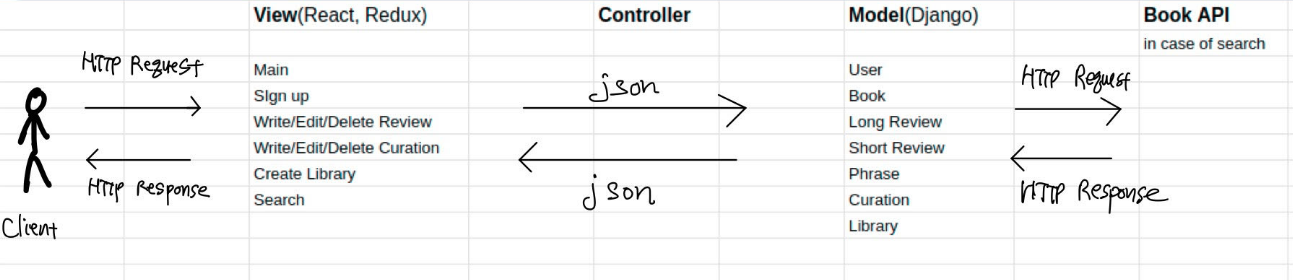 View(React, Redux) Controller Model(Django) Book API
in case of search
HTTP Request
Main
SIgn up
Write/Edit/Delete Review
Write/Edit/Delete Curation
Create Library
Search
json
json
User
Book
Long Review
Short Review
Phrase
Curation
Library
HTTP Request
HTTP Response
HTTP Response
Client